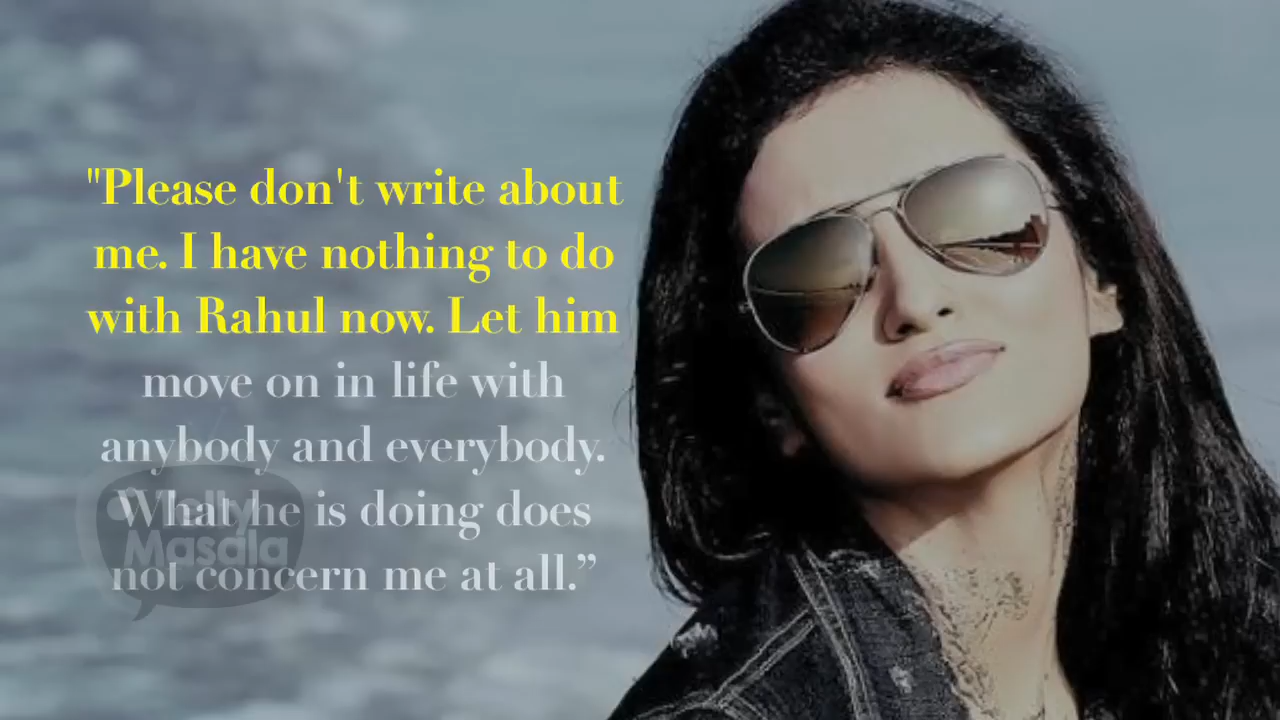 "Please don't write about
me. I have nothing to do
with Rahul now. Let him
move on in life with
anybody and everybody.
What he is doing does
not concern me at all.”
Masala